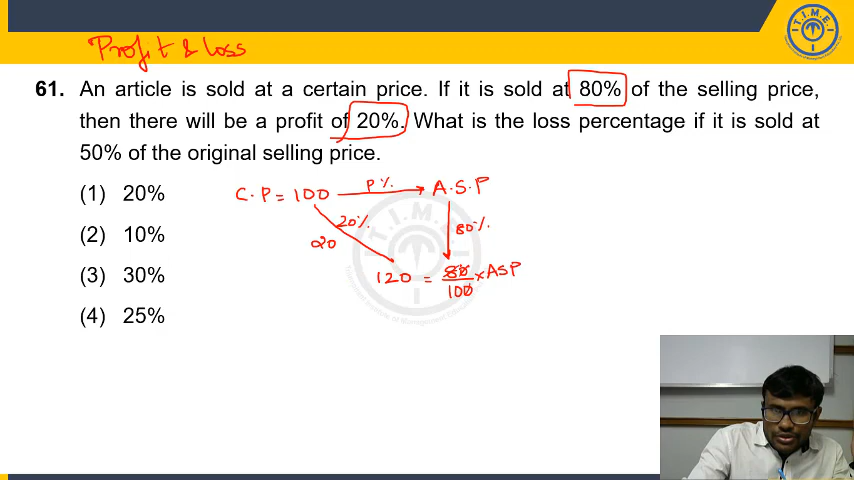 T.I.M.E.
Profit & loss
61. An article is sold at a certain price. If it is sold at 80% of the selling price,
then there will be a profit of 20%. What is the loss percentage if it is sold at
50% of the original selling price.
(1) 20%
(2) 10%
(3) 30%
(4) 25%
C.P = 100
P%
A.S.P
20%
20
80%
120 = 80/100 × ASP
T.I.M.E.